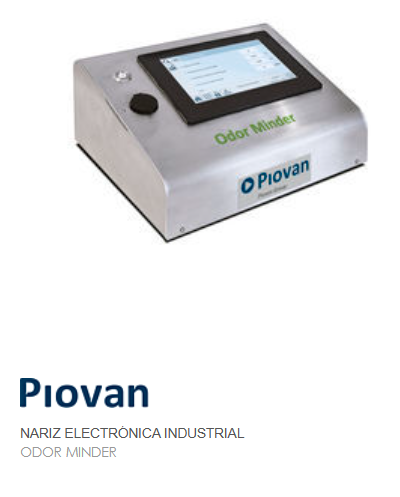 Odor Minder
Piovan
Piovan
NARIZ ELECTRÓNICA INDUSTRIAL
ODOR MINDER